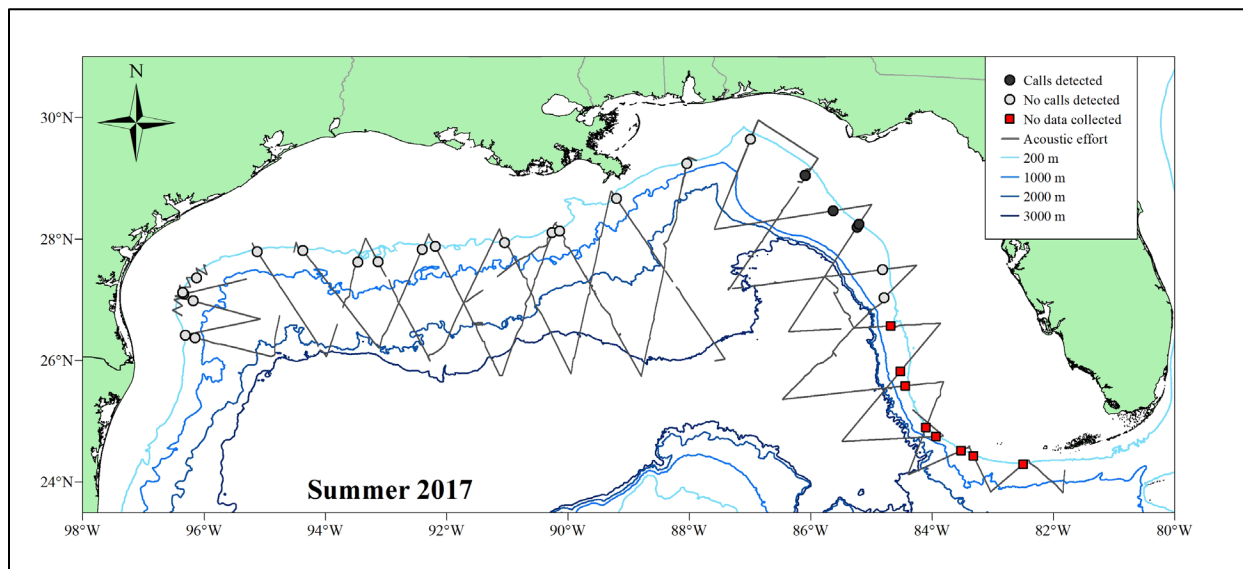 N
Calls detected
No calls detected
No data collected
Acoustic effort
200 m
1000 m
2000 m
3000 m
30°N
28°N
26°N
24°N
Summer 2017
98°W 96°W 94°W 92°W 90°W 88°W 86°W 84°W 82°W 80°W